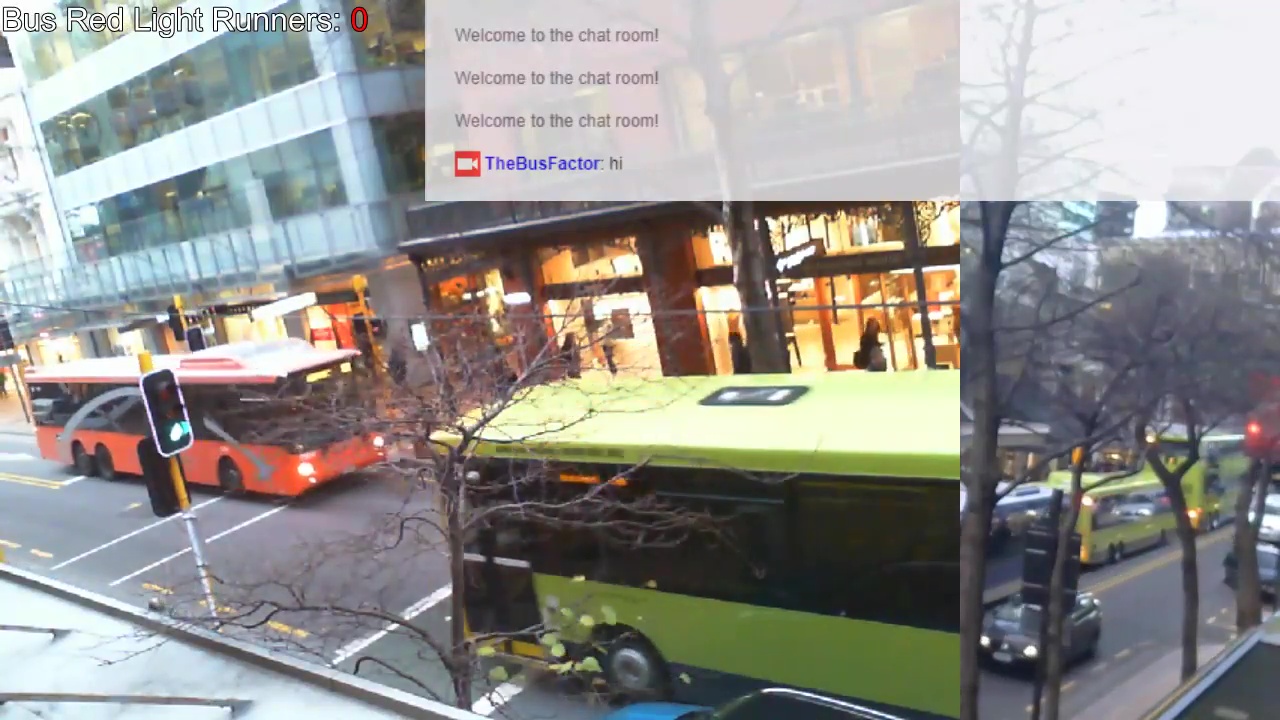 Bus Red Light Runners: 0
Welcome to the chat room!
Welcome to the chat room!
Welcome to the chat room!
TheBusFactor: hi